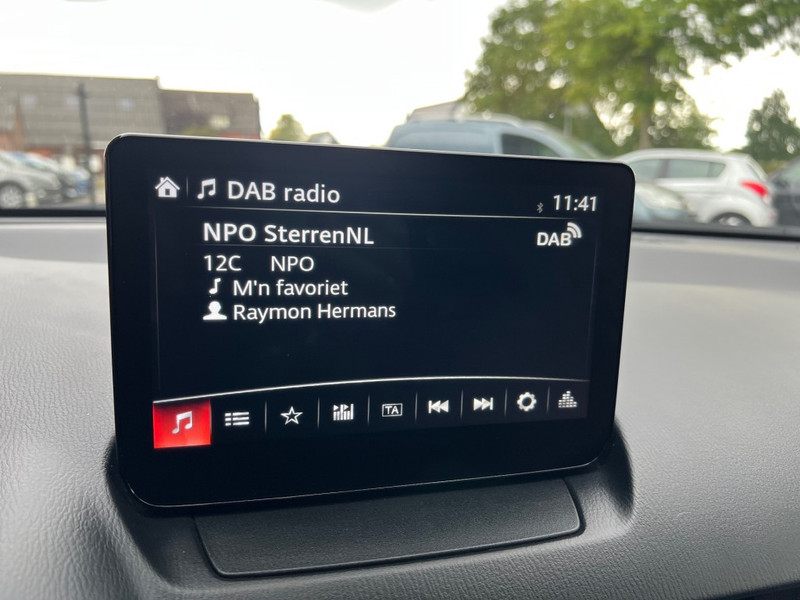 DAB radio 11:41
NPO SterrenNL DAB
12C NPO
M'n favoriet
Raymon Hermans
TA